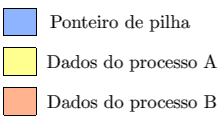 Ponteiro de pilha
Dados do processo A
Dados do processo B